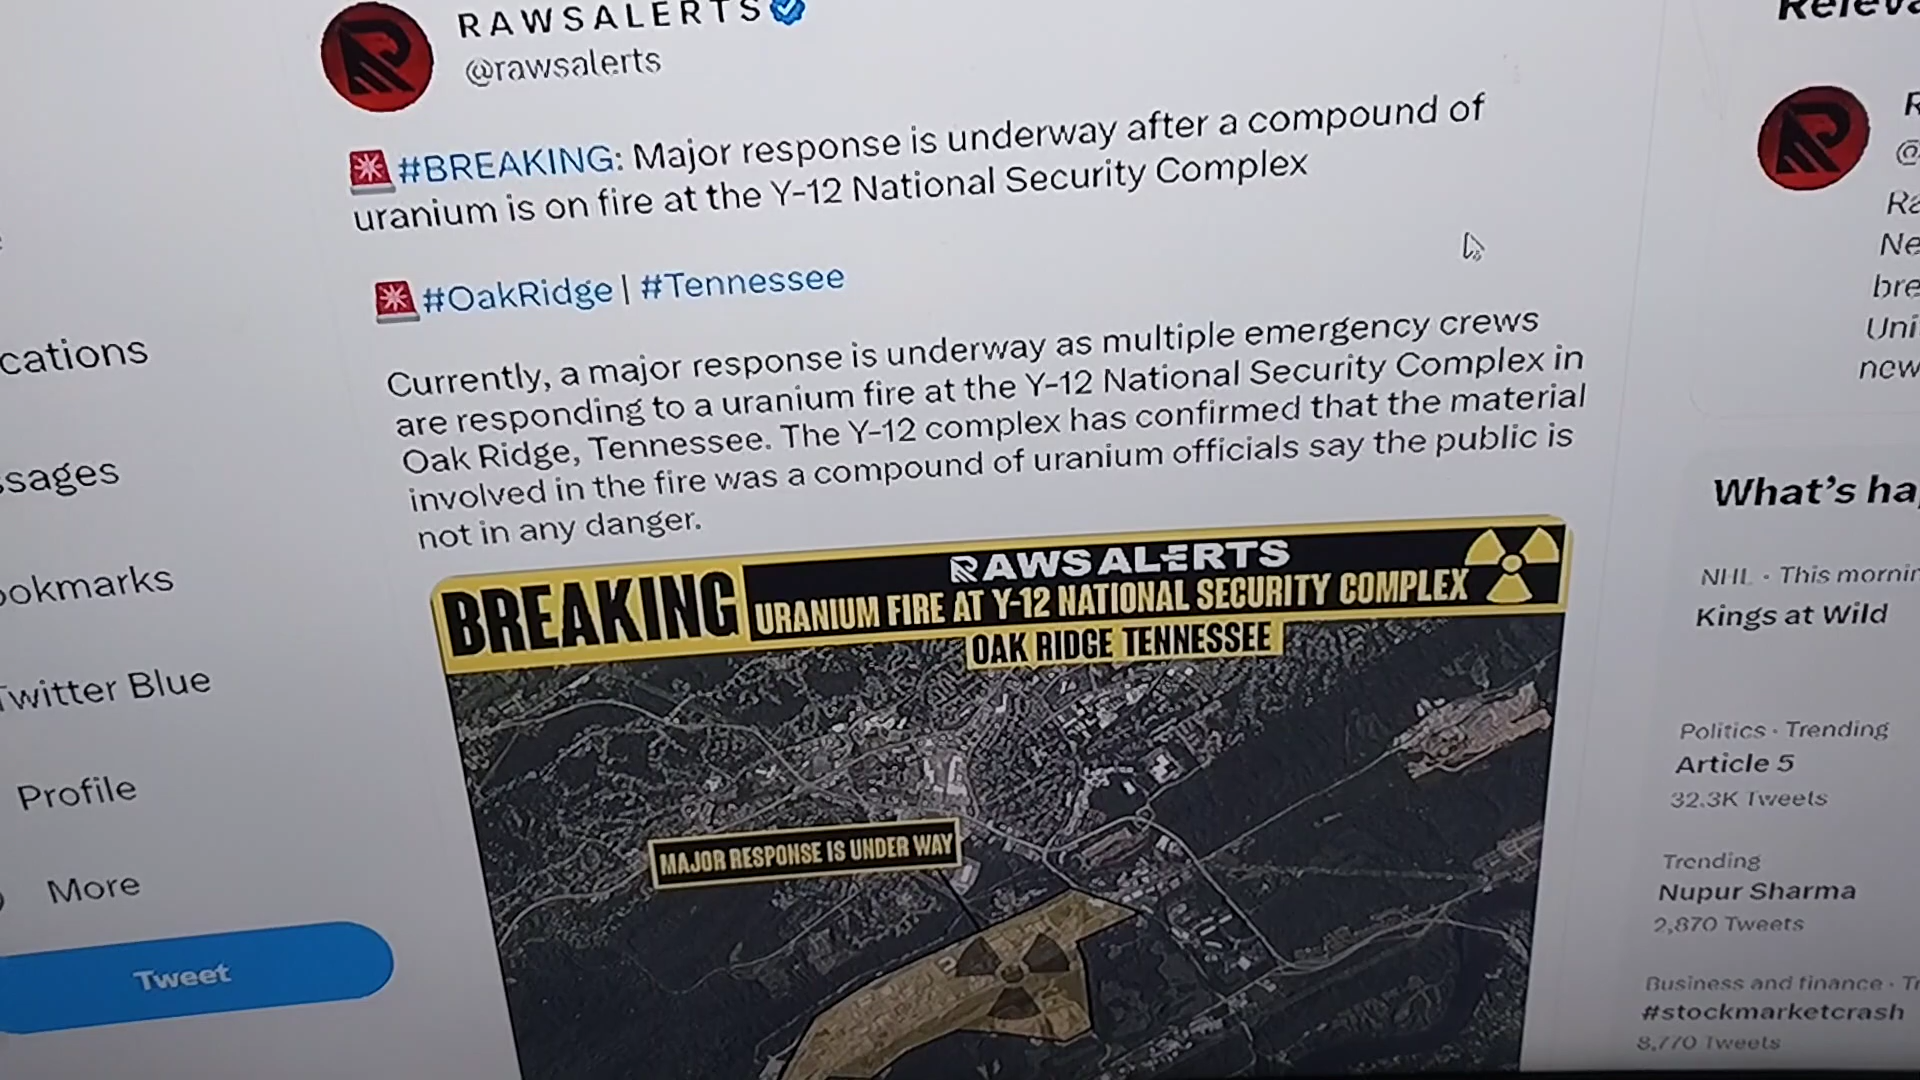 RAWSALERTS
@rawsalerts
#BREAKING: Major response is underway after a compound of
uranium is on fire at the Y-12 National Security Complex
#OakRidge | #Tennessee
Currently, a major response is underway as multiple emergency crews
are responding to a uranium fire at the Y-12 National Security Complex in
Oak Ridge, Tennessee. The Y-12 complex has confirmed that the material
involved in the fire was a compound of uranium officials say the public is
not in any danger.
BREAKING
RAWSALERTS
URANIUM FIRE AT Y-12 NATIONAL SECURITY COMPLEX
OAK RIDGE TENNESSEE
MAJOR RESPONSE IS UNDER WAY
cations
ssages
ookmarks
Twitter Blue
Profile
More
Tweet
Releva
R
@
Ra
Ne
bre
Uni
new
What's ha
NHL · This mornin
Kings at Wild
Politics · Trending
Article 5
32.3K Tweets
Trending
Nupur Sharma
2,870 Tweets
Business and finance · Tr
#stockmarketcrash
8,770 Tweets